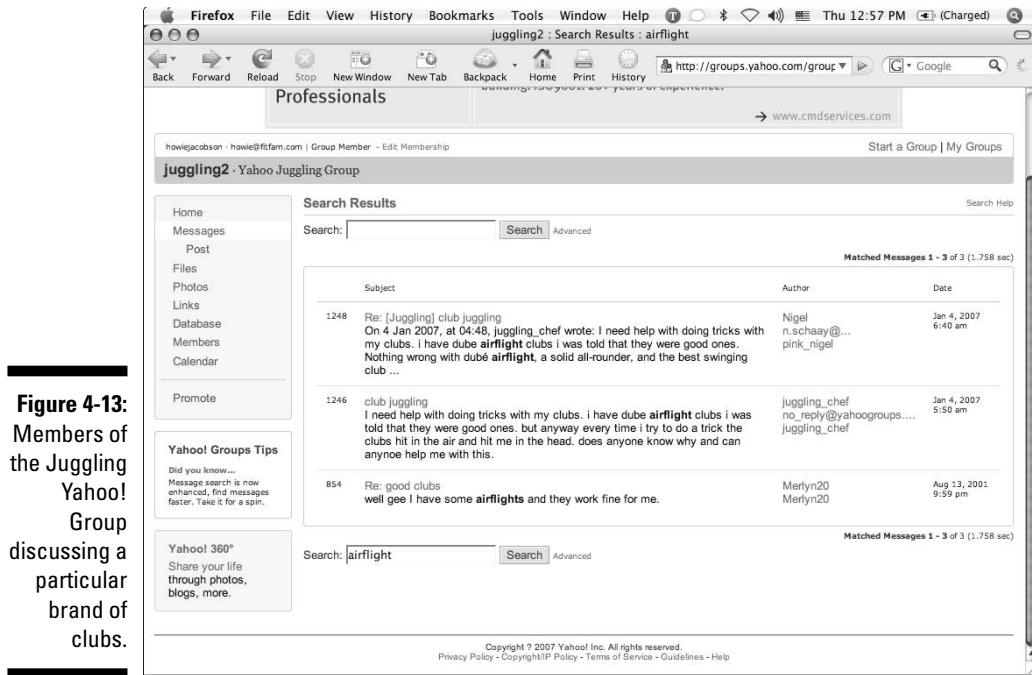 Firefox File Edit View History Bookmarks Tools Window Help Thu 12:57 PM (Charged)
juggling2 : Search Results : airflight
Back Forward Reload Stop New Window New Tab Backpack Home Print History http://groups.yahoo.com/group G Google
Professionals
building. ISO9001. 20+ years of experience.
www.cmdservices.com
howiejacobson · howie@fitfam.com | Group Member - Edit Membership
Start a Group | My Groups
juggling2 · Yahoo Juggling Group
Home
Messages
Post
Files
Photos
Links
Database
Members
Calendar
Promote
Yahoo! Groups Tips
Did you know...
Message search is now
enhanced, find messages
faster. Take it for a spin.
Yahoo! 360°
Share your life
through photos,
blogs, more.
Search Results
Search Help
Search: Search Advanced
Matched Messages 1 - 3 of 3 (1.758 sec)
Subject Author Date
1248 Re: [Juggling] club juggling
On 4 Jan 2007, at 04:48, juggling_chef wrote: I need help with doing tricks with
my clubs. i have dube airflight clubs i was told that they were good ones.
Nothing wrong with dubé airflight, a solid all-rounder, and the best swinging
club ...
Nigel
n.schaay@...
pink_nigel
Jan 4, 2007
6:40 am
1246 club juggling
I need help with doing tricks with my clubs. i have dube airflight clubs i was
told that they were good ones. but anyway every time i try to do a trick the
clubs hit in the air and hit me in the head. does anyone know why and can
anynoe help me with this.
juggling_chef
no_reply@yahoogroups....
juggling_chef
Jan 4, 2007
5:50 am
854 Re: good clubs
well gee I have some airflights and they work fine for me.
Merlyn20
Merlyn20
Aug 13, 2001
9:59 pm
Matched Messages 1 - 3 of 3 (1.758 sec)
Search: airflight Search Advanced
Copyright ? 2007 Yahoo! Inc. All rights reserved.
Privacy Policy - Copyright/IP Policy - Terms of Service - Guidelines - Help
Figure 4-13:
Members of
the Juggling
Yahoo!
Group
discussing a
particular
brand of
clubs.